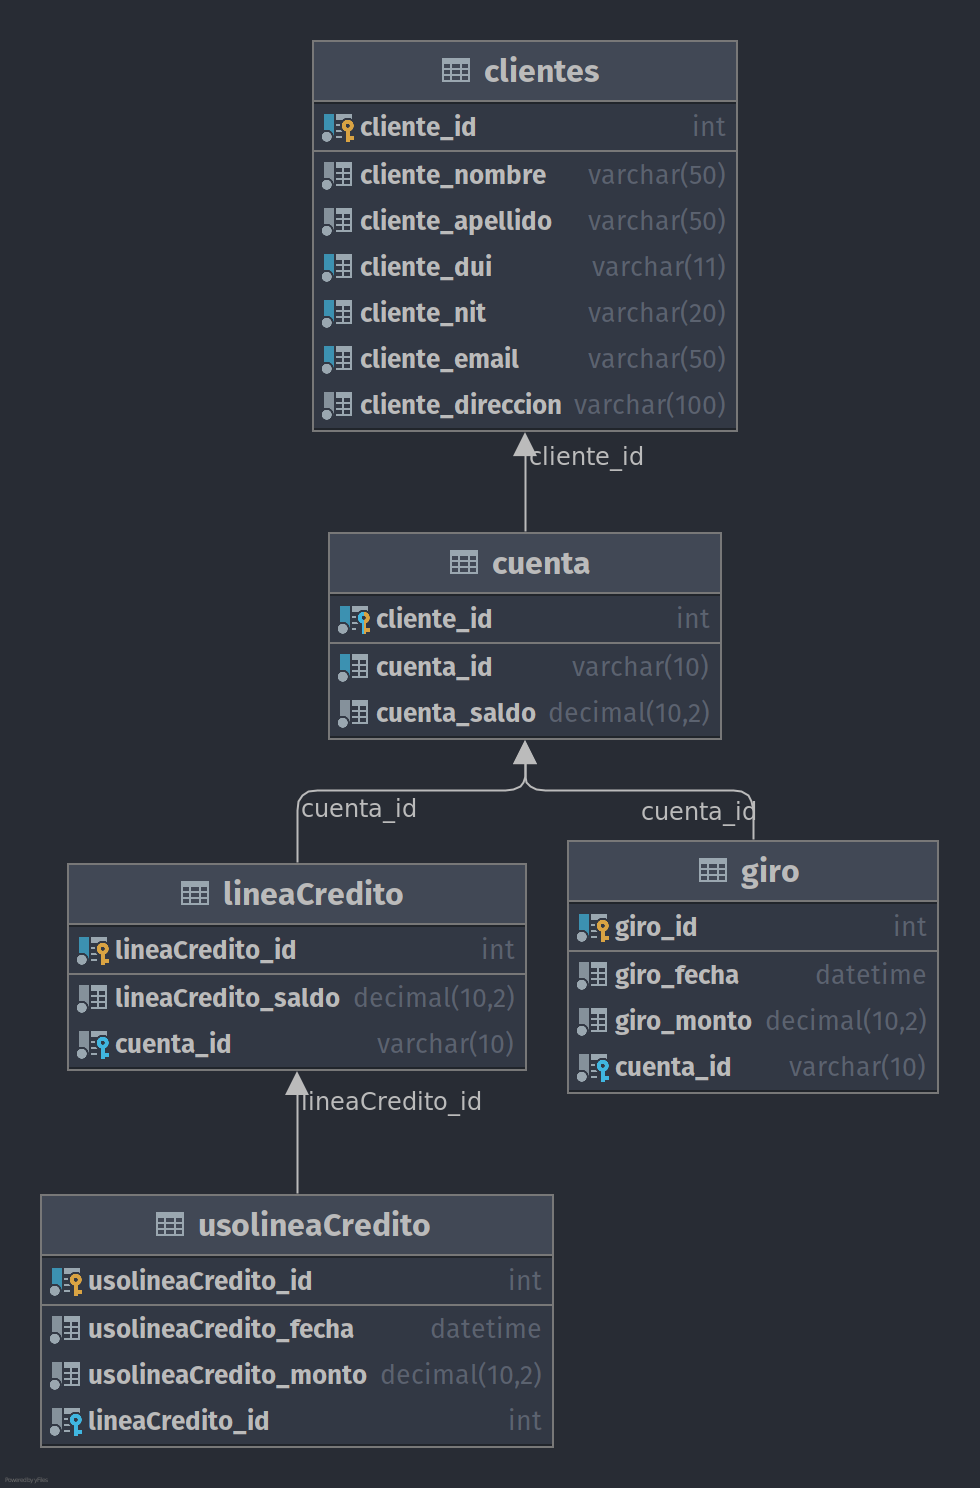 clientes
cliente_id int
cliente_nombre varchar(50)
cliente_apellido varchar(50)
cliente_dui varchar(11)
cliente_nit varchar(20)
cliente_email varchar(50)
cliente_direccion varchar(100)
cliente_id
cuenta
cliente_id int
cuenta_id varchar(10)
cuenta_saldo decimal(10,2)
cuenta_id
cuenta_id
lineaCredito
lineaCredito_id int
lineaCredito_saldo decimal(10,2)
cuenta_id varchar(10)
giro
giro_id int
giro_fecha datetime
giro_monto decimal(10,2)
cuenta_id varchar(10)
lineaCredito_id
usolineaCredito
usolineaCredito_id int
usolineaCredito_fecha datetime
usolineaCredito_monto decimal(10,2)
lineaCredito_id int
Powered by yFiles